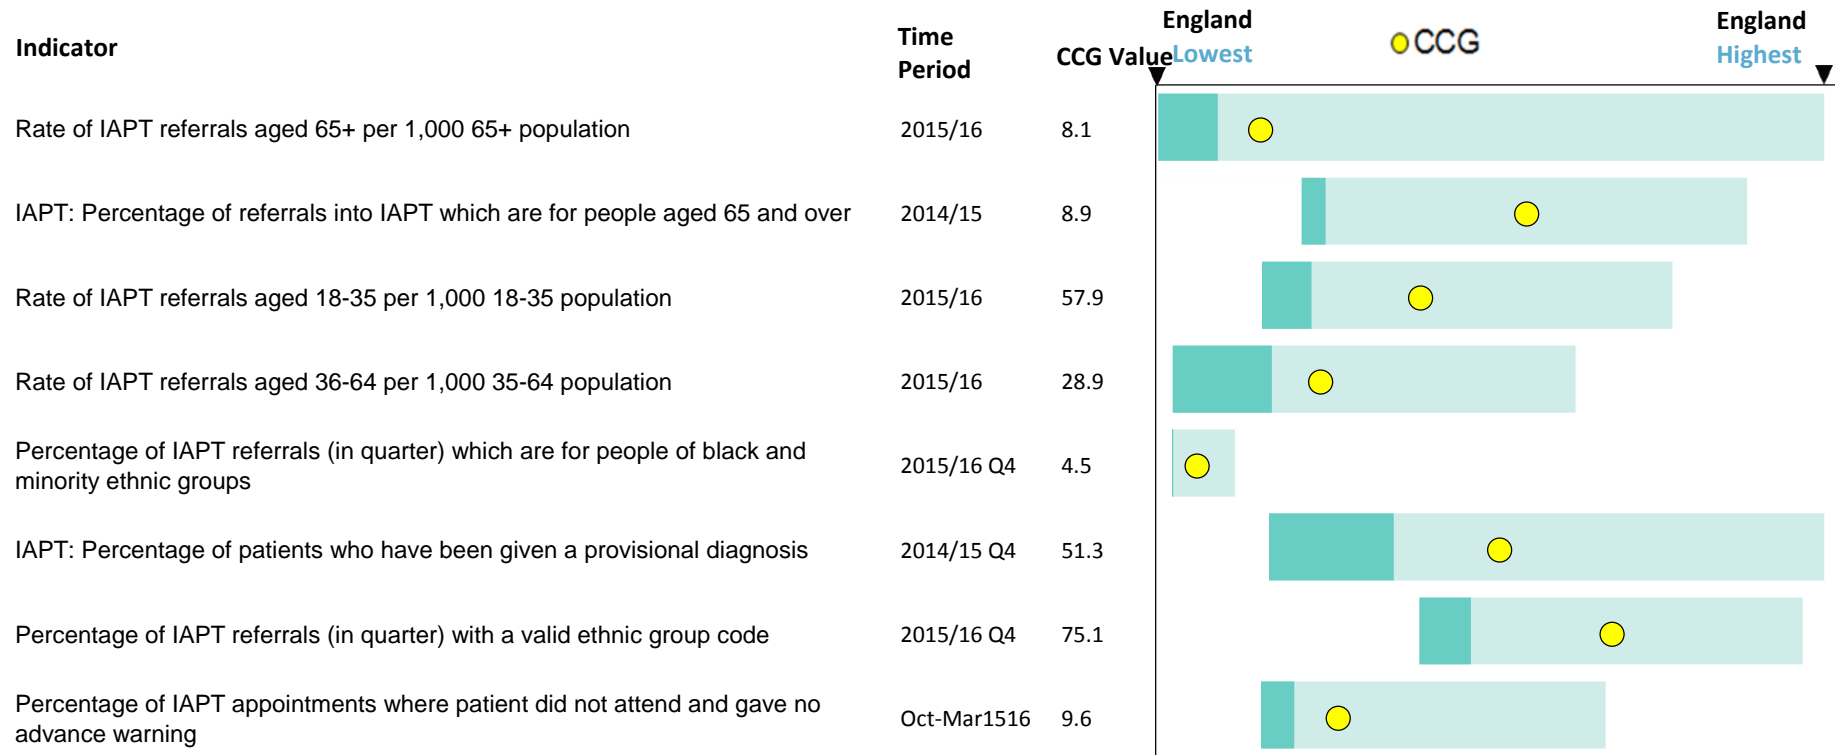 Indicator
Time
Period
CCG Value
England
Lowest
CCG
England
Highest
Rate of IAPT referrals aged 65+ per 1,000 65+ population 2015/16 8.1
IAPT: Percentage of referrals into IAPT which are for people aged 65 and over 2014/15 8.9
Rate of IAPT referrals aged 18-35 per 1,000 18-35 population 2015/16 57.9
Rate of IAPT referrals aged 36-64 per 1,000 35-64 population 2015/16 28.9
Percentage of IAPT referrals (in quarter) which are for people of black and
minority ethnic groups 2015/16 Q4 4.5
IAPT: Percentage of patients who have been given a provisional diagnosis 2014/15 Q4 51.3
Percentage of IAPT referrals (in quarter) with a valid ethnic group code 2015/16 Q4 75.1
Percentage of IAPT appointments where patient did not attend and gave no
advance warning Oct-Mar1516 9.6